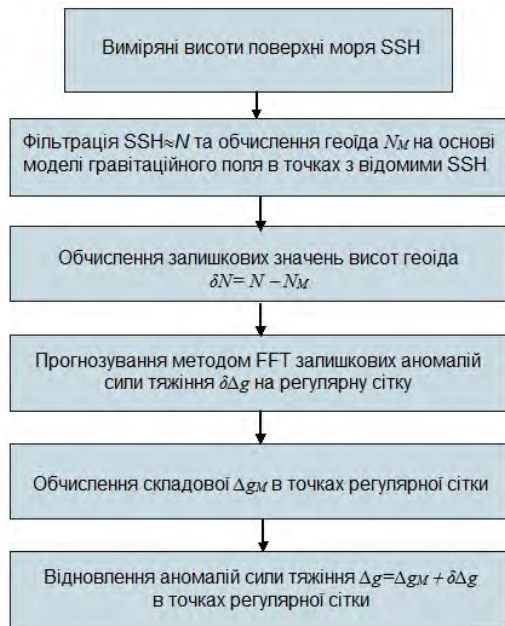 Виміряні висоти поверхні моря SSH
Фільтрація SSH≈N та обчислення геоїда N_M на основі
моделі гравітаційного поля в точках з відомими SSH
Обчислення залишкових значень висот геоїда
δN= N − N_M
Прогнозування методом FFT залишкових аномалій
сили тяжіння δΔg на регулярну сітку
Обчислення складової Δg_M в точках регулярної сітки
Відновлення аномалій сили тяжіння Δg=Δg_M + δΔg
в точках регулярної сітки